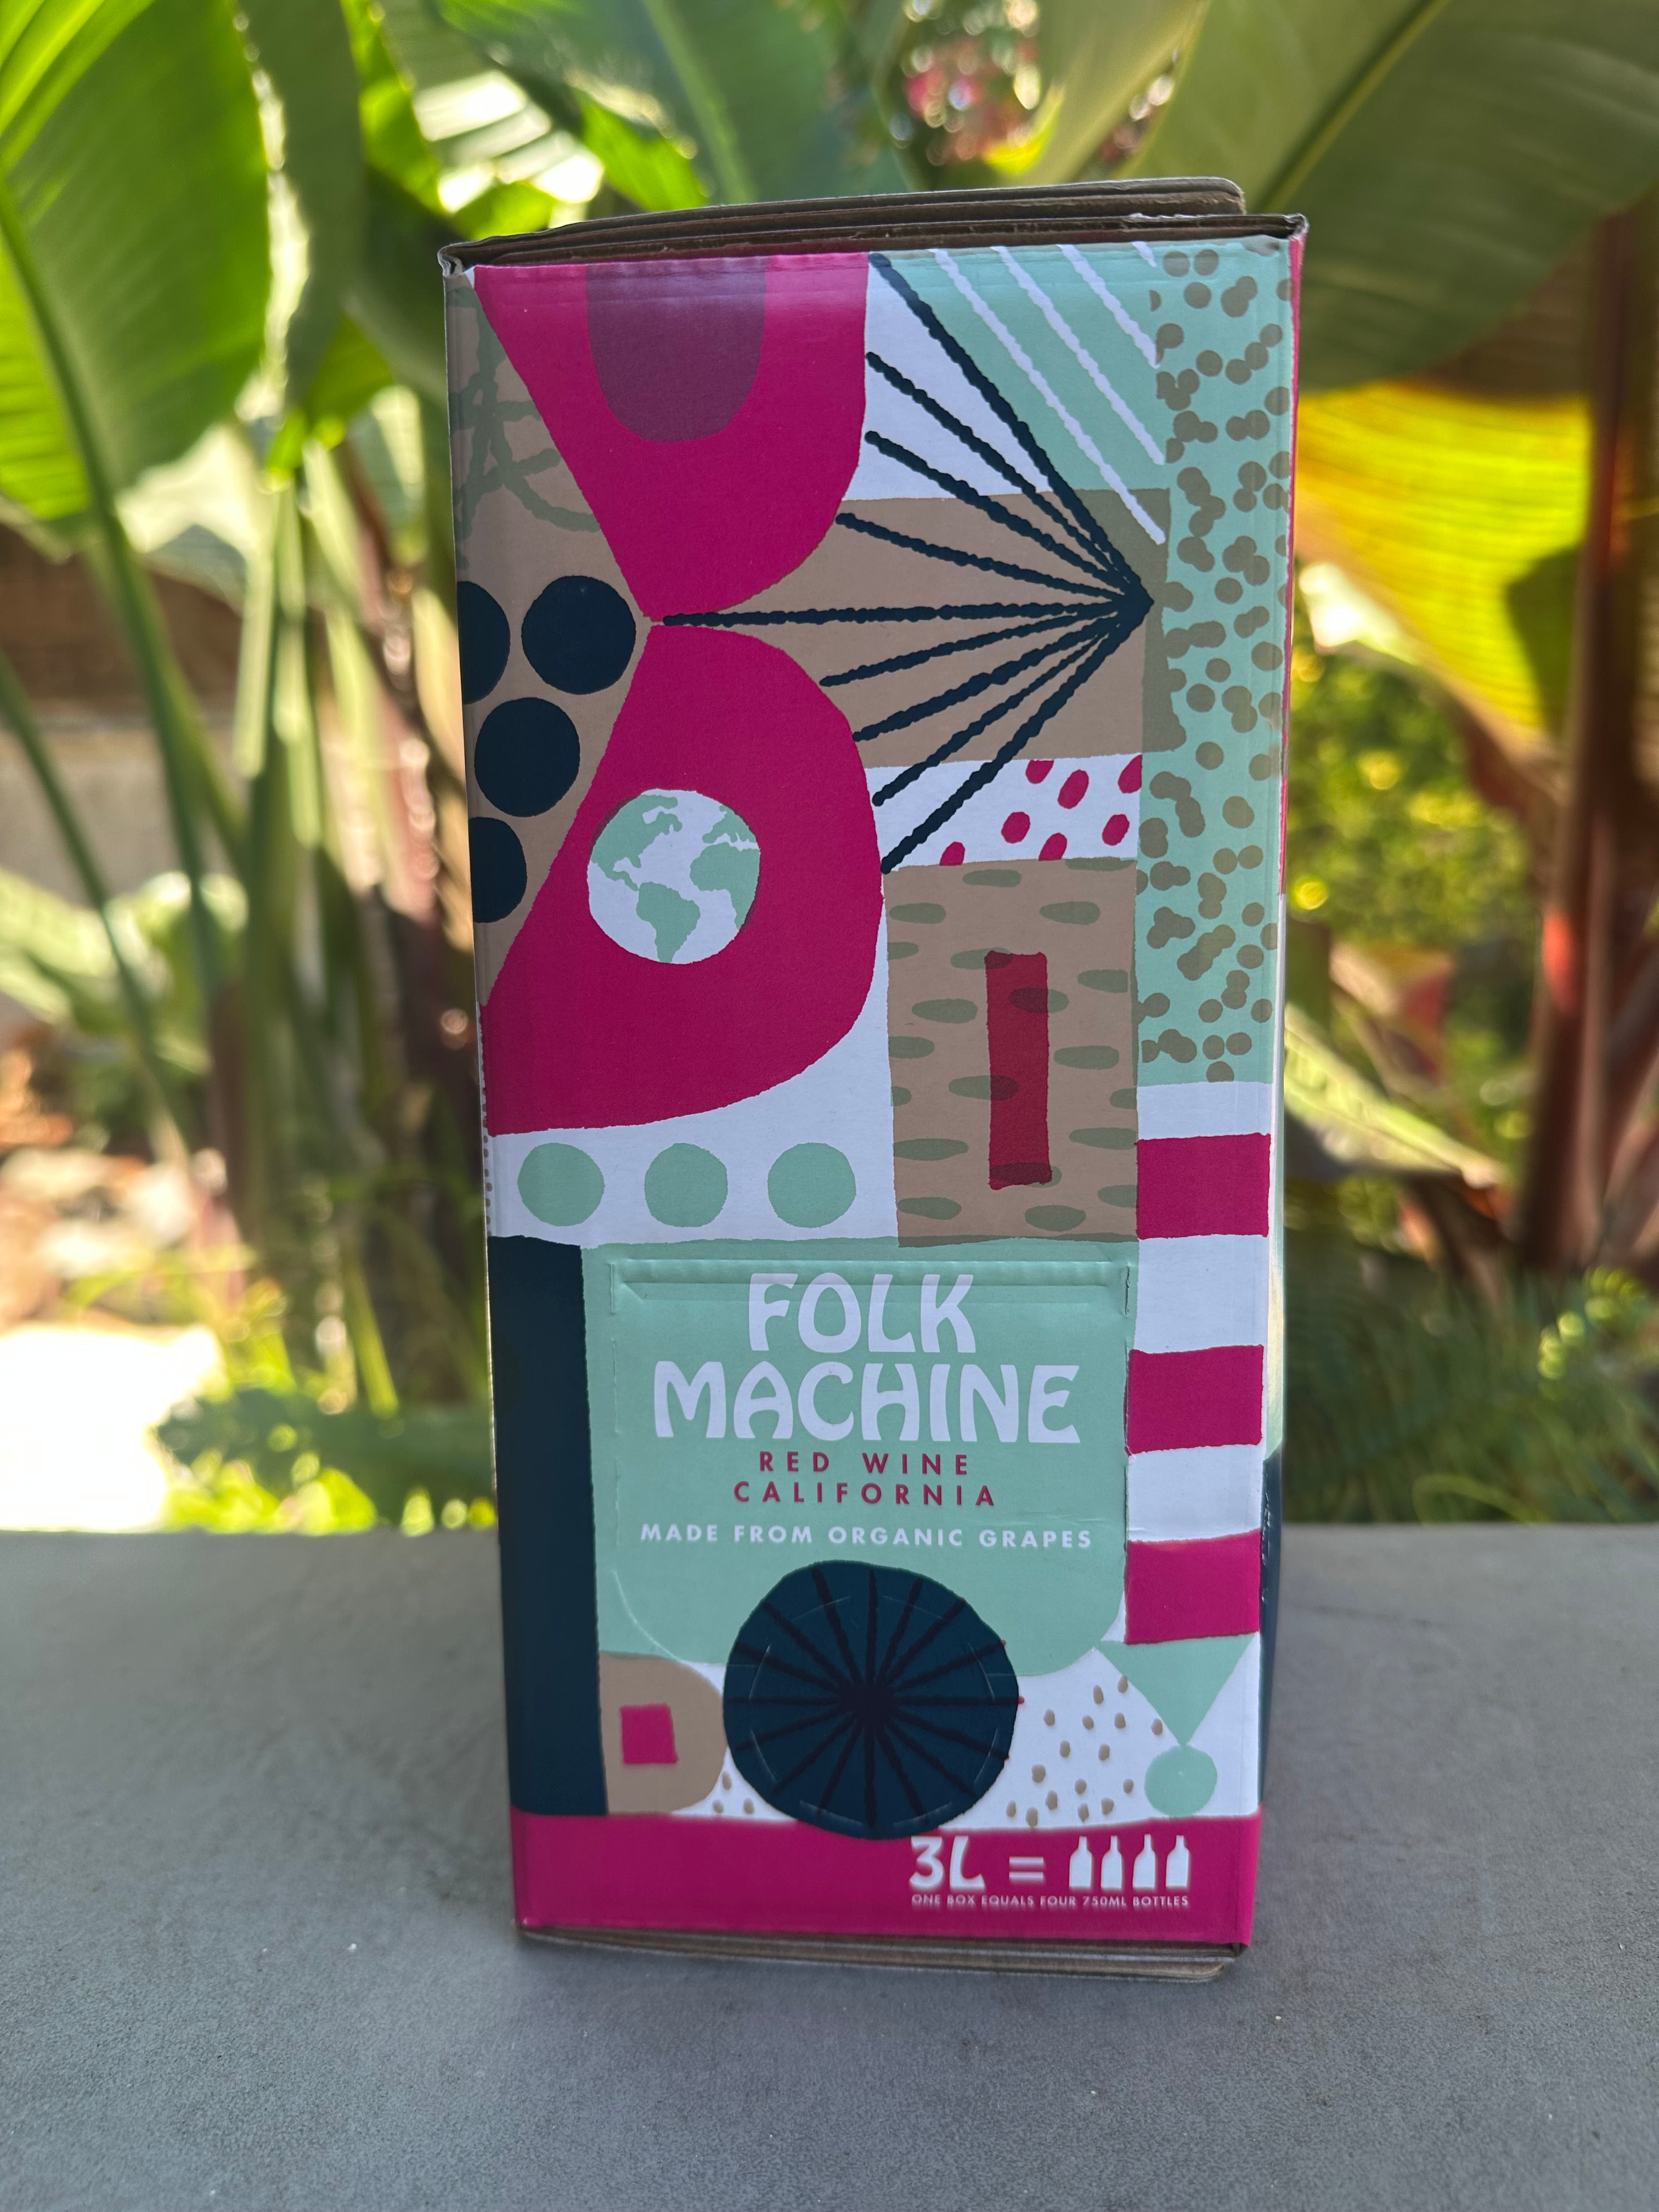 FOLK
MACHINE
RED WINE
CALIFORNIA
MADE FROM ORGANIC GRAPES
3L =
ONE BOX EQUALS FOUR 750ML BOTTLES